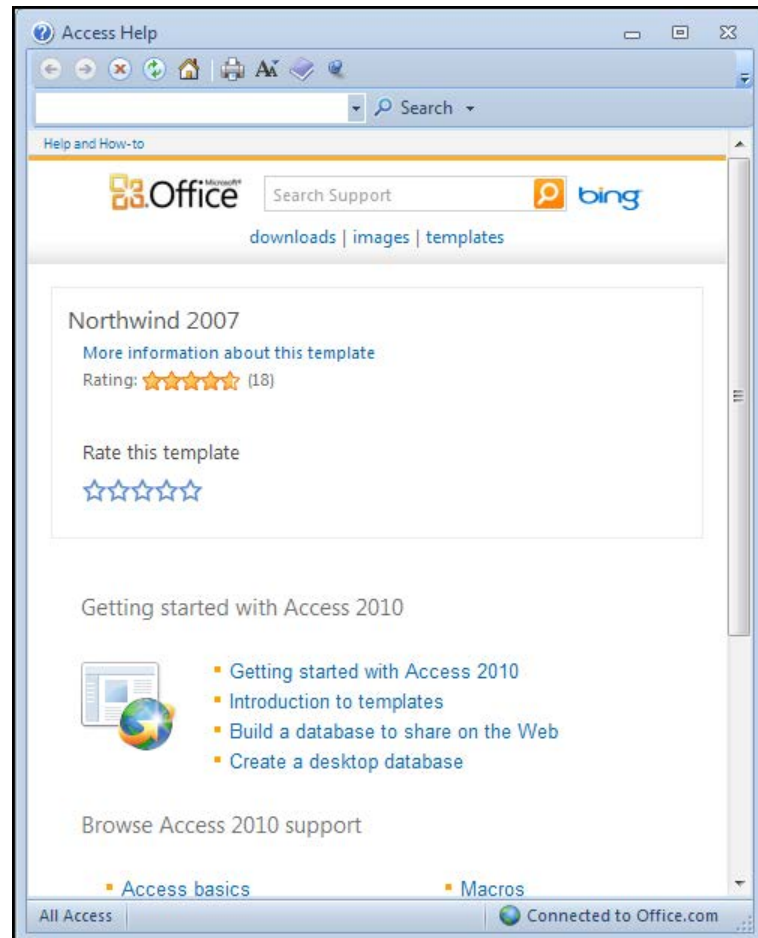 Access Help
Search
Help and How-to
Microsoft®
Office
Search Support
bing
downloads | images | templates
Northwind 2007
More information about this template
Rating: (18)
Rate this template
Getting started with Access 2010
Getting started with Access 2010
Introduction to templates
Build a database to share on the Web
Create a desktop database
Browse Access 2010 support
Access basics
Macros
All Access
Connected to Office.com